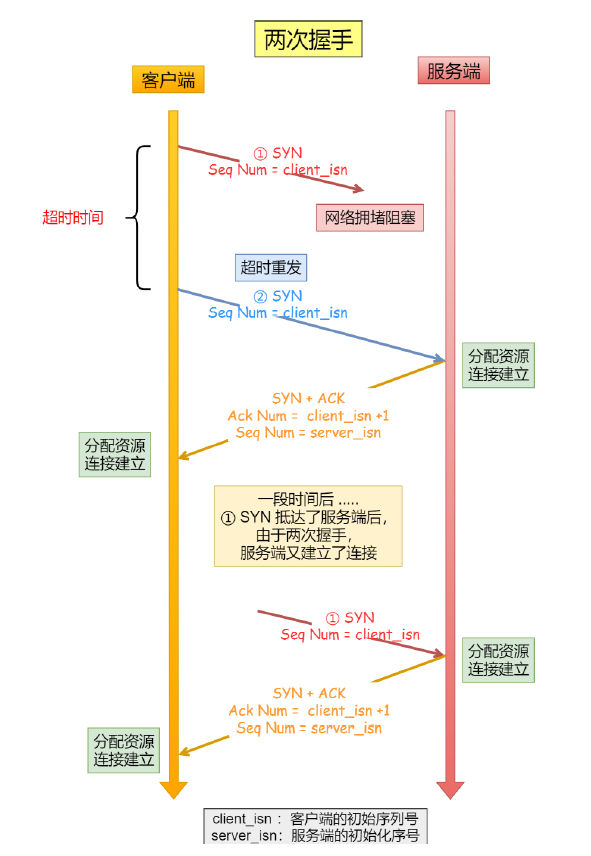 两次握手
客户端
服务端
① SYN
Seq Num = client_isn
超时时间
网络拥堵阻塞
超时重发
② SYN
Seq Num = client_isn
分配资源
连接建立
SYN + ACK
Ack Num = client_isn +1
Seq Num = server_isn
分配资源
连接建立
一段时间后 .....
① SYN 抵达了服务端后，
由于两次握手，
服务端又建立了连接
① SYN
Seq Num = client_isn
分配资源
连接建立
SYN + ACK
Ack Num = client_isn +1
Seq Num = server_isn
分配资源
连接建立
client_isn ：客户端的初始序列号
server_isn：服务端的初始化序号